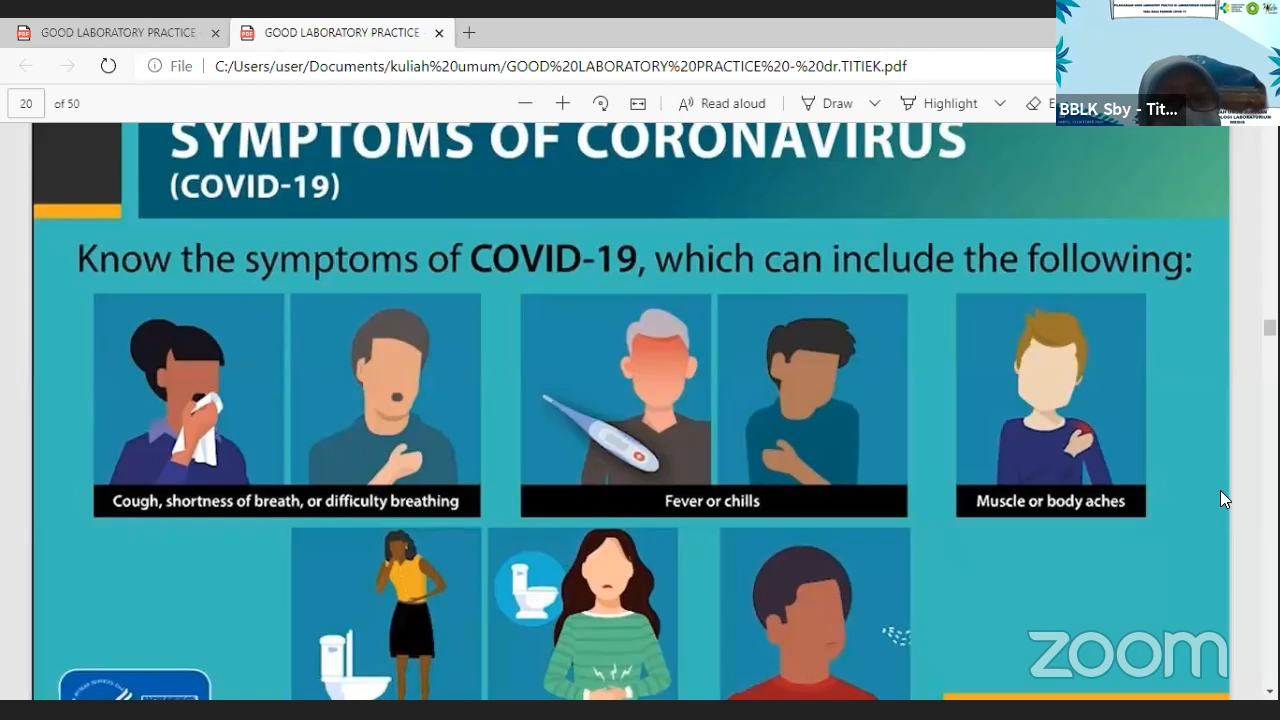 GOOD LABORATORY PRACTICE
GOOD LABORATORY PRACTICE -
File
C:/Users/user/Documents/kuliah%20umum/GOOD%20LABORATORY%20PRACTICE%20-%20dr.TITIEK.pdf
20 of 50
Read aloud
Draw
Highlight
BBLK Sby - Tit...
MEDIS
SYMPTOMS OF CORONAVIRUS
(COVID-19)
Know the symptoms of COVID-19, which can include the following:
Cough, shortness of breath, or difficulty breathing
Fever or chills
Muscle or body aches
zoom